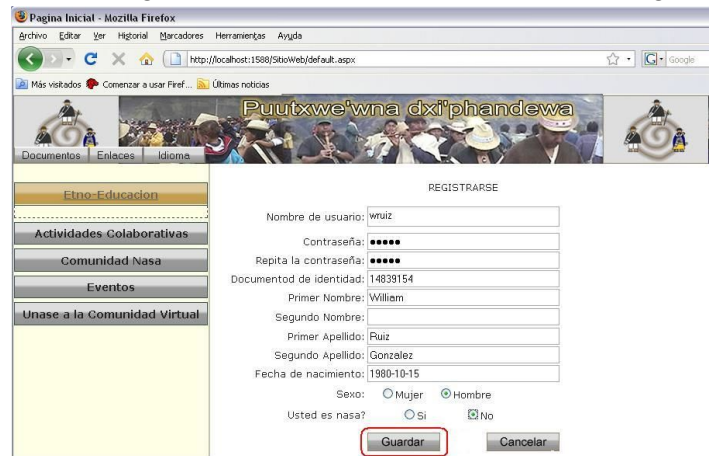 Pagina Inicial - Mozilla Firefox
Archivo Editar Ver Historial Marcadores Herramientas Ayuda
http://localhost:1588/SitioWeb/default.aspx
Google
Más visitados Comenzar a usar Firef... Últimas noticias
Puutxwe'wna dxi'phandewa
Documentos Enlaces Idioma
REGISTRARSE
Etno-Educacion
Nombre de usuario: wruiz
Actividades Colaborativas
Contraseña: •••••
Comunidad Nasa
Repita la contraseña: •••••
Documentod de identidad: 14839154
Eventos
Primer Nombre: William
Unase a la Comunidad Virtual
Segundo Nombre:
Primer Apellido: Ruiz
Segundo Apellido: Gonzalez
Fecha de nacimiento: 1980-10-15
Sexo: Mujer Hombre
Usted es nasa? Si No
Guardar Cancelar